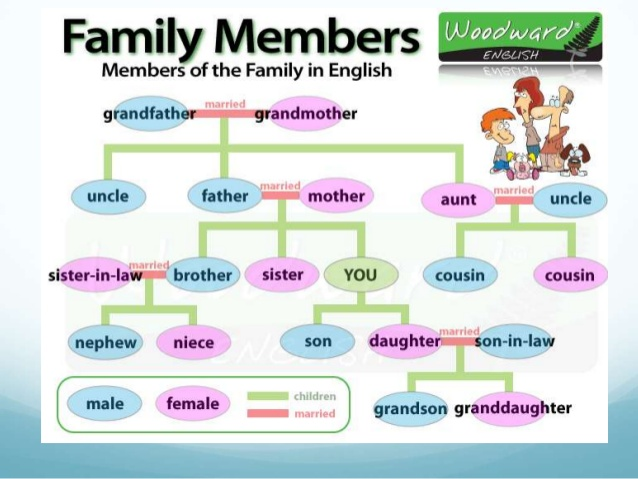 Family Members
Members of the Family in English
Woodward®
ENGLISH
grandfather married grandmother
uncle father married mother aunt married uncle
sister-in-law married brother sister YOU cousin cousin
nephew niece son daughter married son-in-law
male female children
married
grandson granddaughter